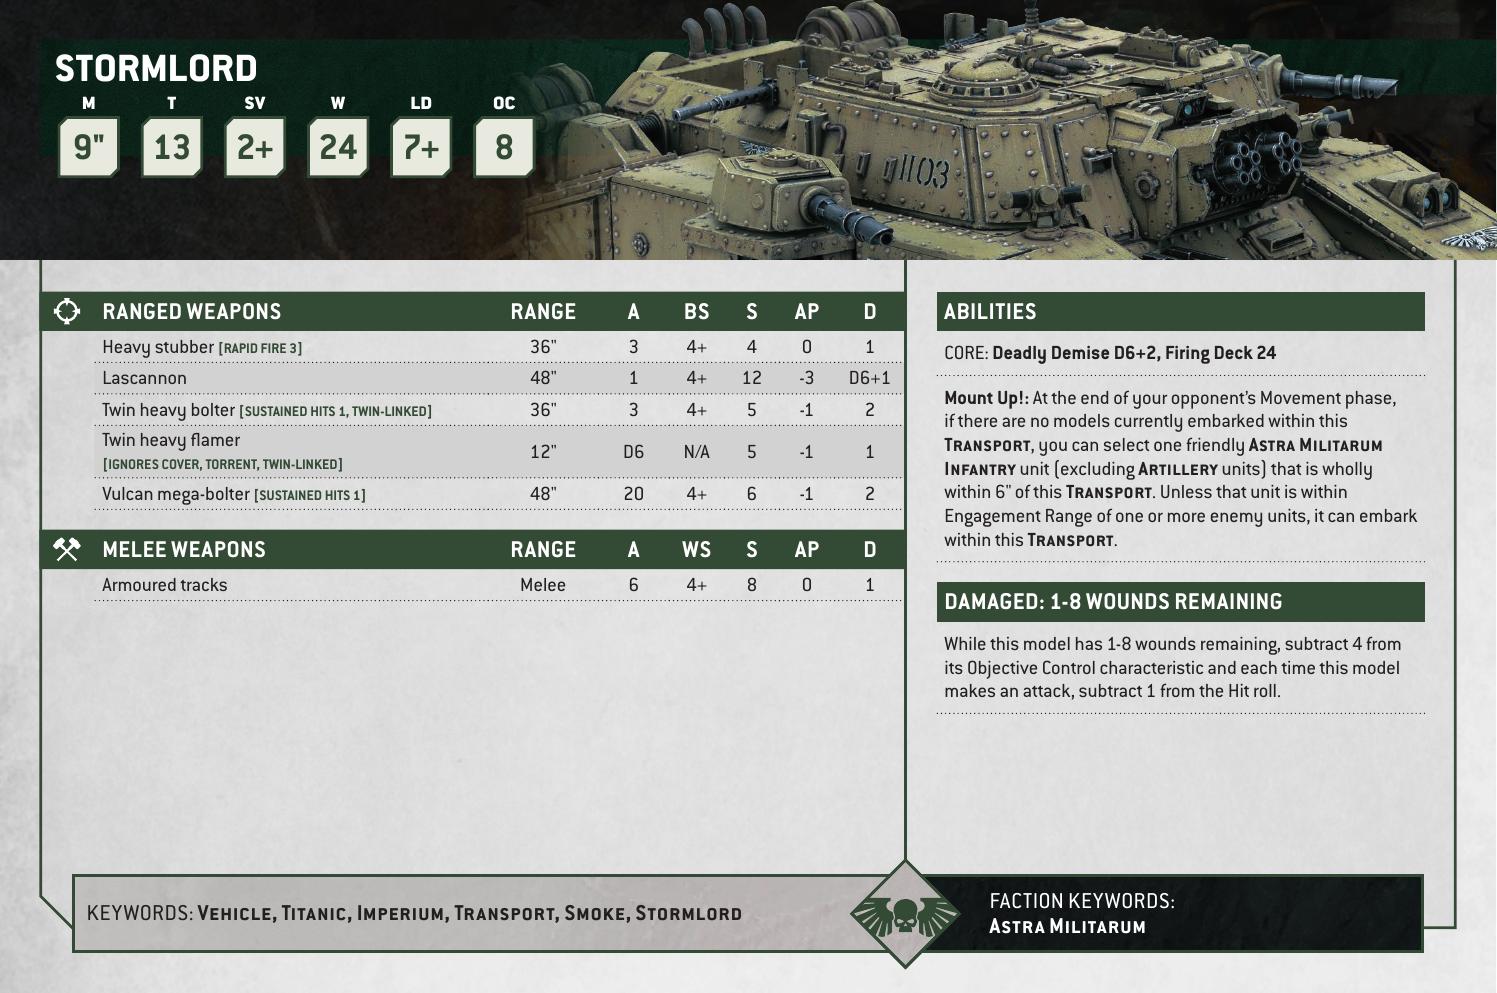 STORMLORD
M T SV W LD OC
9" 13 2+ 24 7+ 8
1103
RANGED WEAPONS RANGE A BS S AP D
Heavy stubber [RAPID FIRE 3] 36" 3 4+ 4 0 1
Lascannon 48" 1 4+ 12 -3 D6+1
Twin heavy bolter [SUSTAINED HITS 1, TWIN-LINKED] 36" 3 4+ 5 -1 2
Twin heavy flamer
[IGNORES COVER, TORRENT, TWIN-LINKED] 12" D6 N/A 5 -1 1
Vulcan mega-bolter [SUSTAINED HITS 1] 48" 20 4+ 6 -1 2
MELEE WEAPONS RANGE A WS S AP D
Armoured tracks Melee 6 4+ 8 0 1
ABILITIES
CORE: Deadly Demise D6+2, Firing Deck 24
Mount Up!: At the end of your opponent's Movement phase,
if there are no models currently embarked within this
TRANSPORT, you can select one friendly ASTRA MILITARUM
INFANTRY unit (excluding ARTILLERY units) that is wholly
within 6" of this TRANSPORT. Unless that unit is within
Engagement Range of one or more enemy units, it can embark
within this TRANSPORT.
DAMAGED: 1-8 WOUNDS REMAINING
While this model has 1-8 wounds remaining, subtract 4 from
its Objective Control characteristic and each time this model
makes an attack, subtract 1 from the Hit roll.
KEYWORDS: VEHICLE, TITANIC, IMPERIUM, TRANSPORT, SMOKE, STORMLORD
FACTION KEYWORDS:
ASTRA MILITARUM